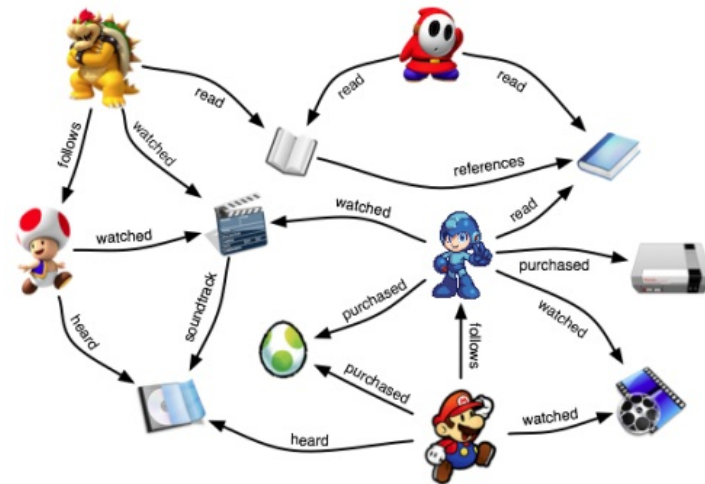 read
read
read
follows
watched
references
read
watched
watched
purchased
soundtrack
purchased
watched
heard
follows
purchased
watched
heard